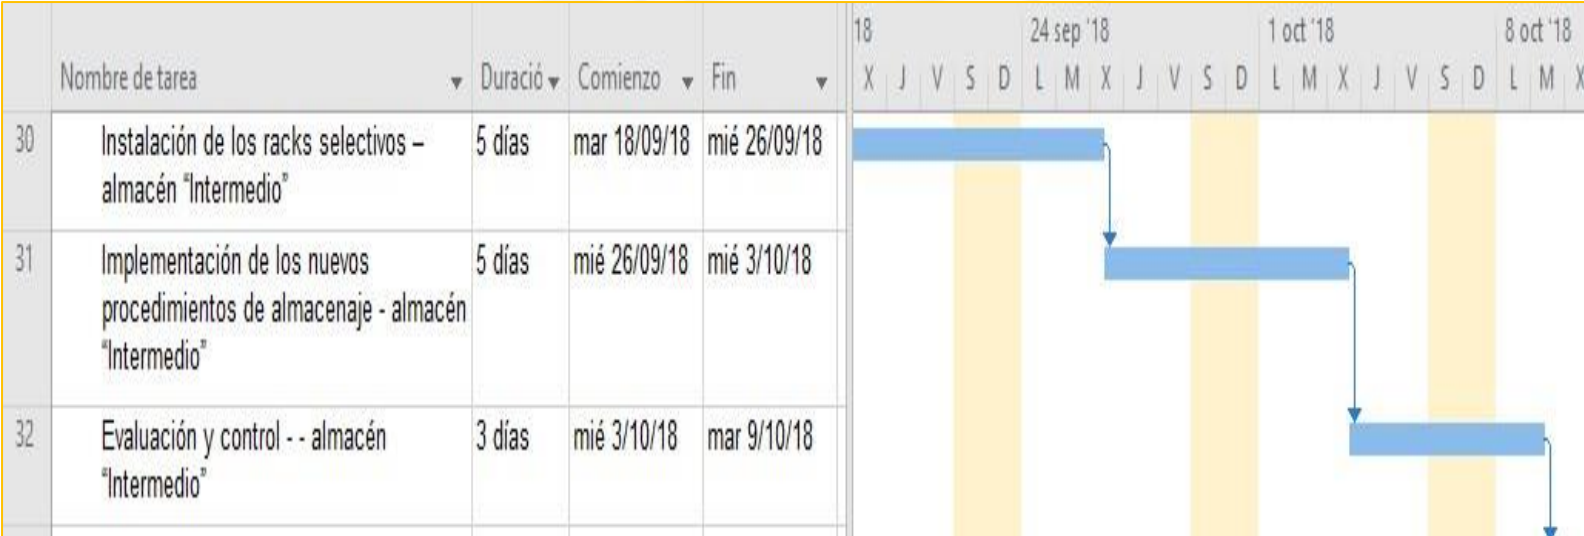 18 24 sep '18 1 oct '18 8 oct '18
Nombre de tarea Duració Comienzo Fin X J V S D L M X J V S D L M X J V S D L M X
30 Instalación de los racks selectivos – 5 días mar 18/09/18 mié 26/09/18
almacén “Intermedio”
31 Implementación de los nuevos 5 días mié 26/09/18 mié 3/10/18
procedimientos de almacenaje - almacén
“Intermedio”
32 Evaluación y control - - almacén 3 días mié 3/10/18 mar 9/10/18
“Intermedio”